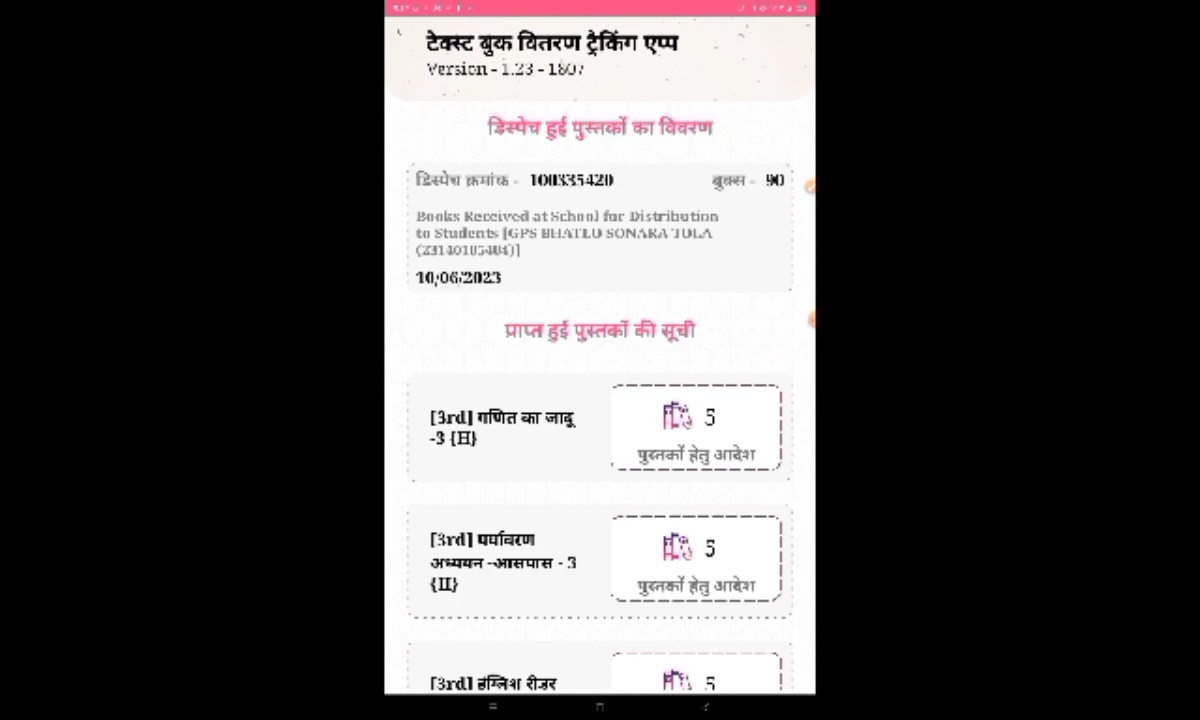 टेक्स्ट बुक वितरण ट्रैकिंग एप्प
Version - 1.23 - 1807
डिस्पेच हुई पुस्तकों का विवरण
डिस्पेच क्रमांक - 100335420 बुक्स - 90
Books Received at School for Distribution
to Students [GPS SONARA TOLA
10/06/2023
प्राप्त हुई पुस्तकों की सूची
[3rd] गणित का जादू
-3 {H}
5
पुस्तकों हेतु आदेश
[3rd] पर्यावरण
अध्ययन -आसपास - 3
{H}
5
पुस्तकों हेतु आदेश
[3rd] इंग्लिश रीडर
5